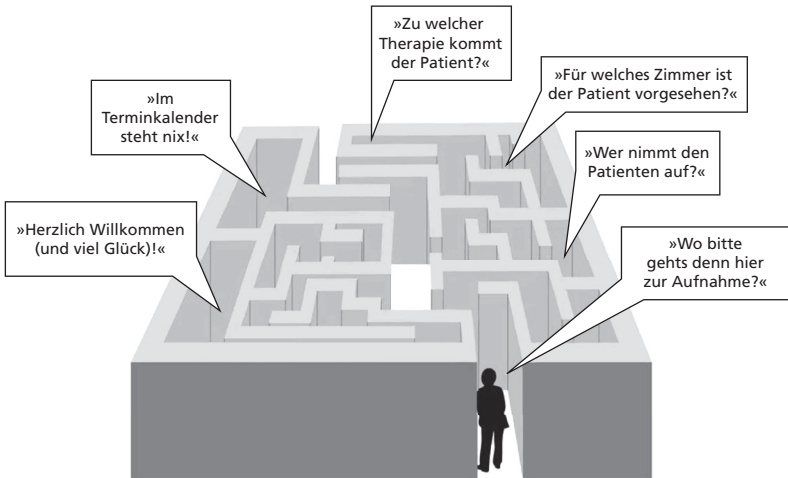 »Zu welcher
Therapie kommt
der Patient?«
»Für welches Zimmer ist
der Patient vorgesehen?«
»Im
Terminkalender
steht nix!«
»Wer nimmt den
Patienten auf?«
»Herzlich Willkommen
(und viel Glück)!«
»Wo bitte
gehts denn hier
zur Aufnahme?«